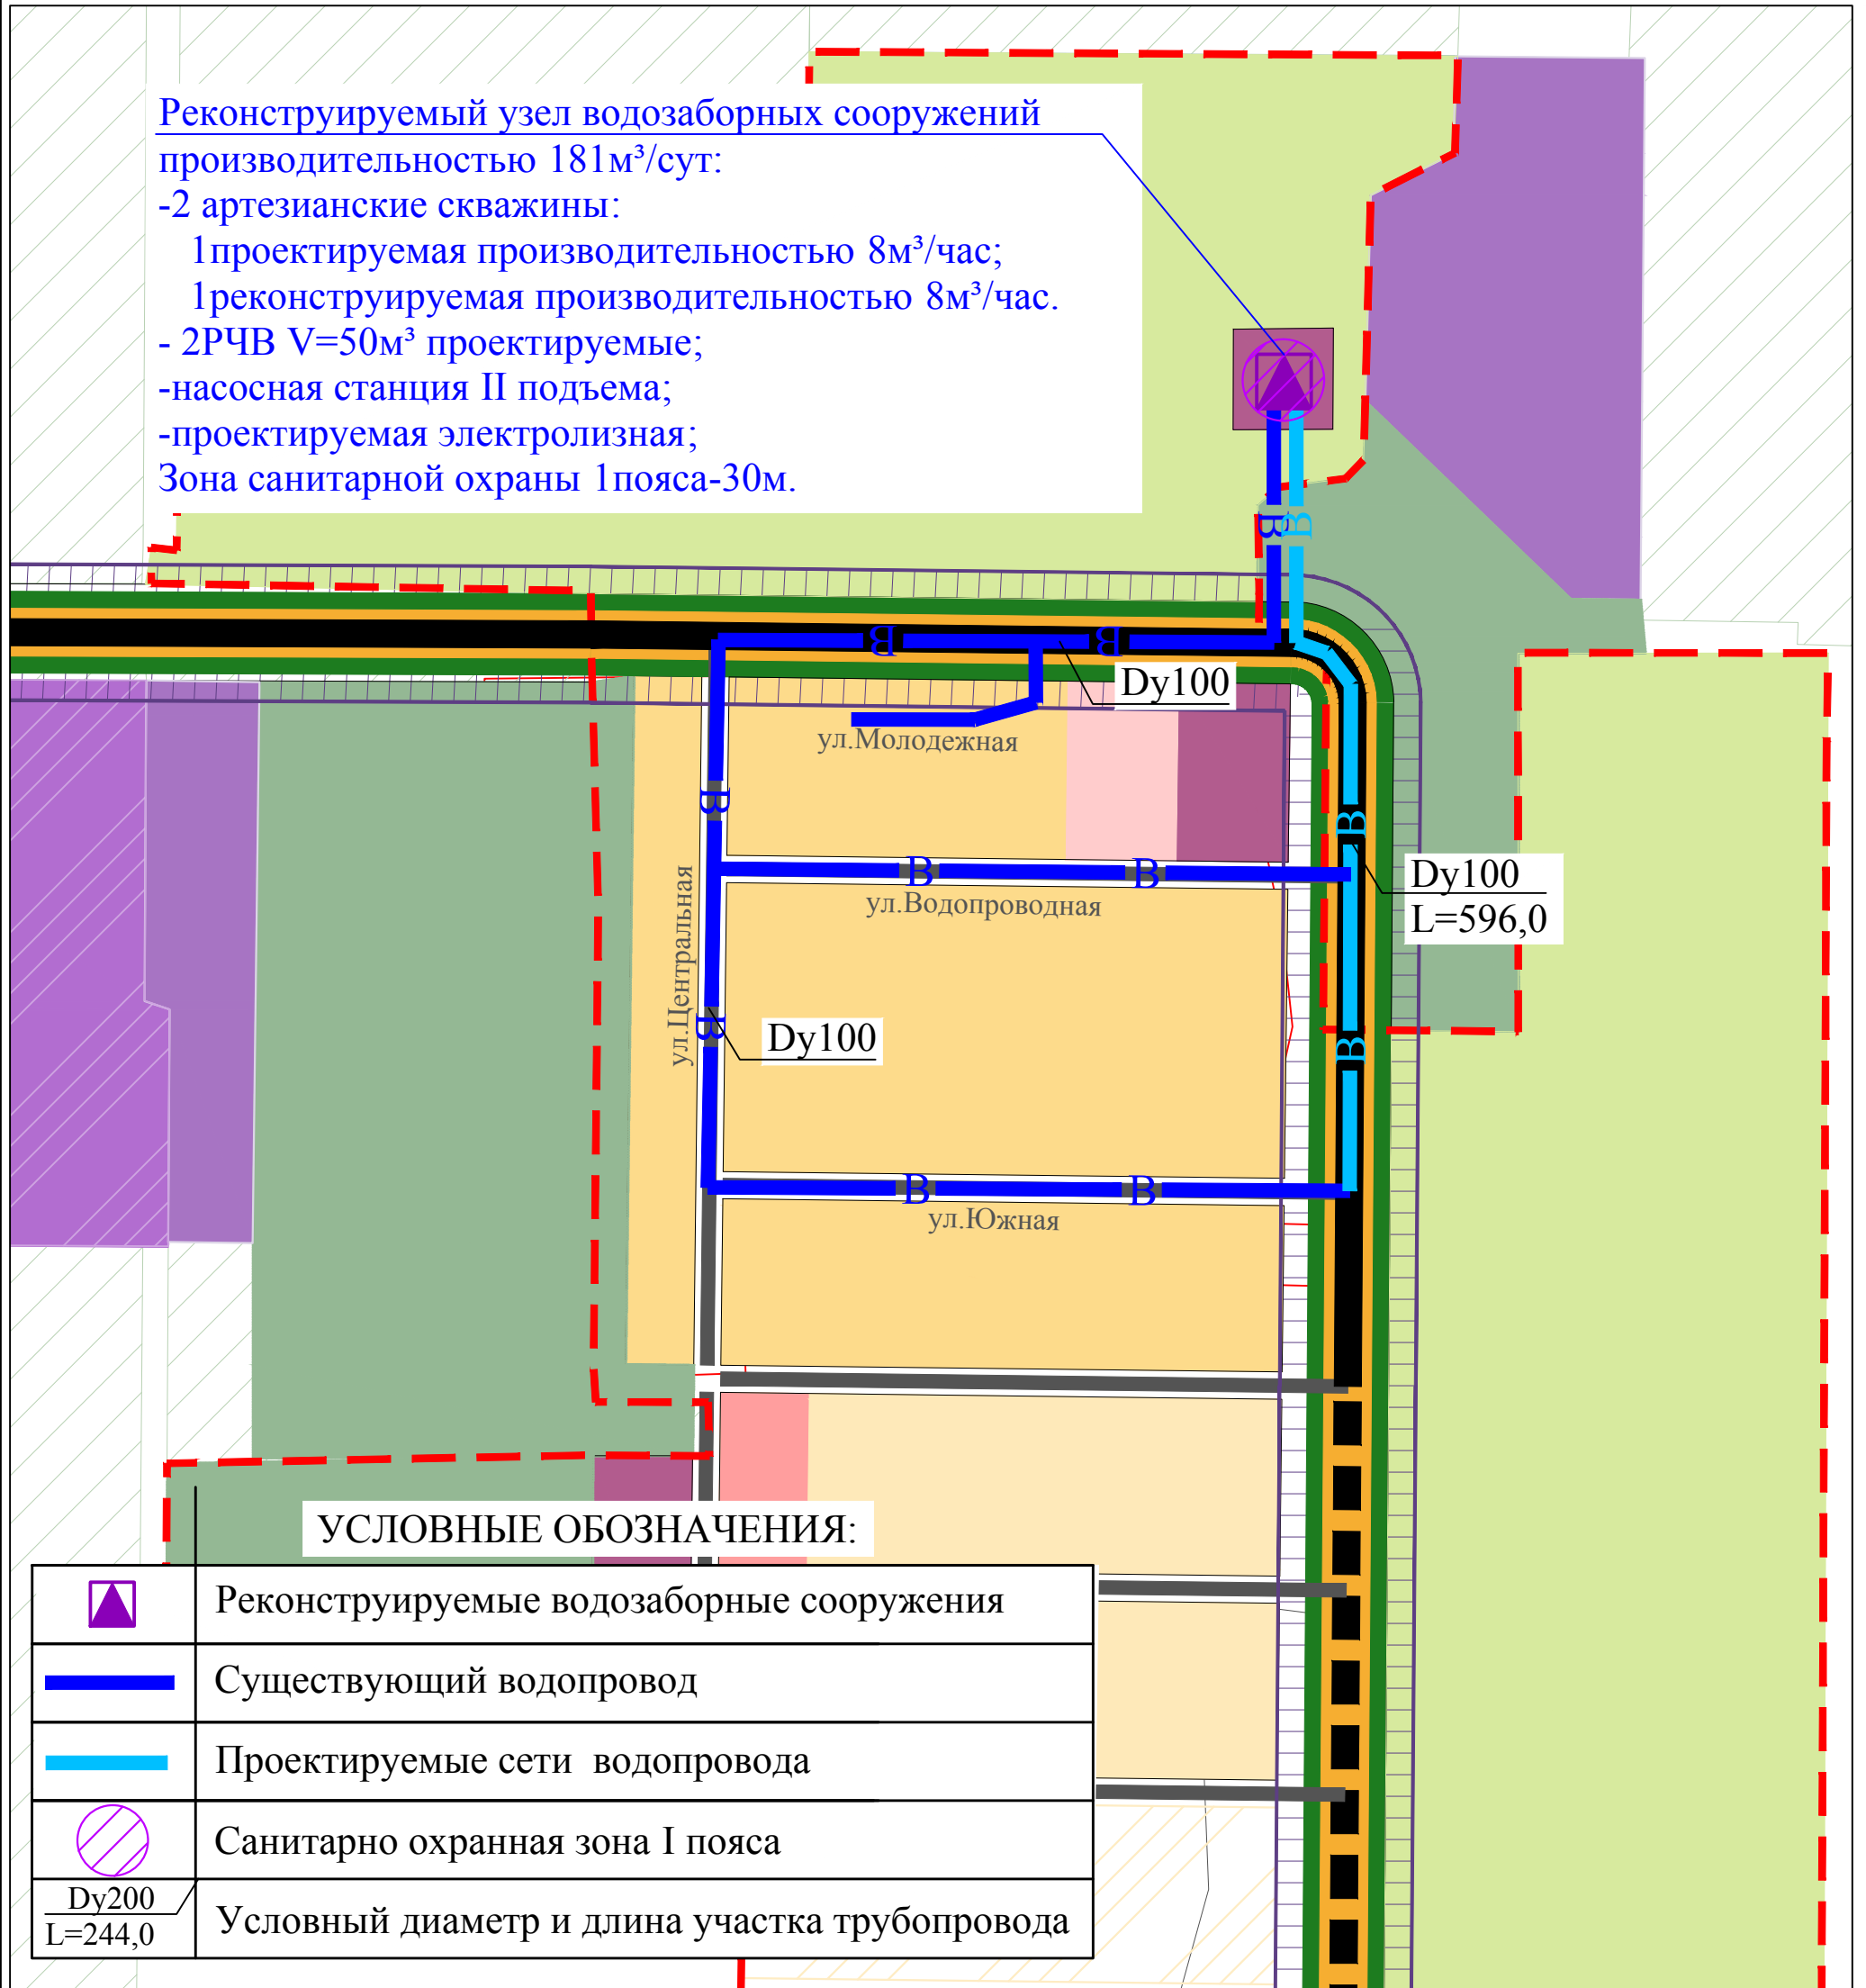 Реконструируемый узел водозаборных сооружений
производительностью 181м³/сут:
-2 артезианские скважины:
1проектируемая производительностью 8м³/час;
1реконструируемая производительностью 8м³/час.
- 2РЧВ V=50м³ проектируемые;
-насосная станция II подъема;
-проектируемая электролизная;
Зона санитарной охраны 1пояса-30м.
В В
В В
Dy100
ул.Молодежная
В
В
В В
ул.Водопроводная
Dy100
L=596,0
ул.Центральная
В
Dy100
В
В В
ул.Южная
УСЛОВНЫЕ ОБОЗНАЧЕНИЯ:
Реконструируемые водозаборные сооружения
Существующий водопровод
Проектируемые сети водопровода
Санитарно охранная зона I пояса
Dy200
L=244,0
Условный диаметр и длина участка трубопровода